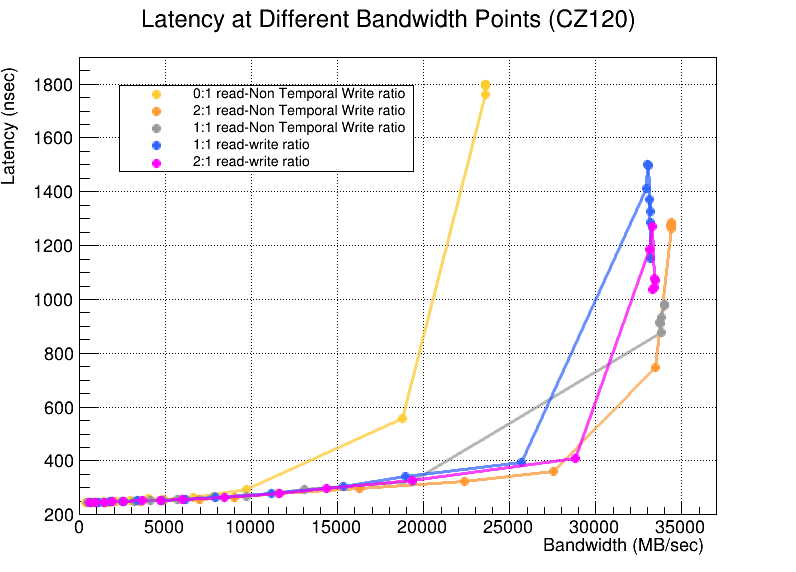 Latency at Different Bandwidth Points (CZ120)
Latency (nsec)
1800
1600
1400
1200
1000
800
600
400
200
0:1 read-Non Temporal Write ratio
2:1 read-Non Temporal Write ratio
1:1 read-Non Temporal Write ratio
1:1 read-write ratio
2:1 read-write ratio
0 5000 10000 15000 20000 25000 30000 35000
Bandwidth (MB/sec)